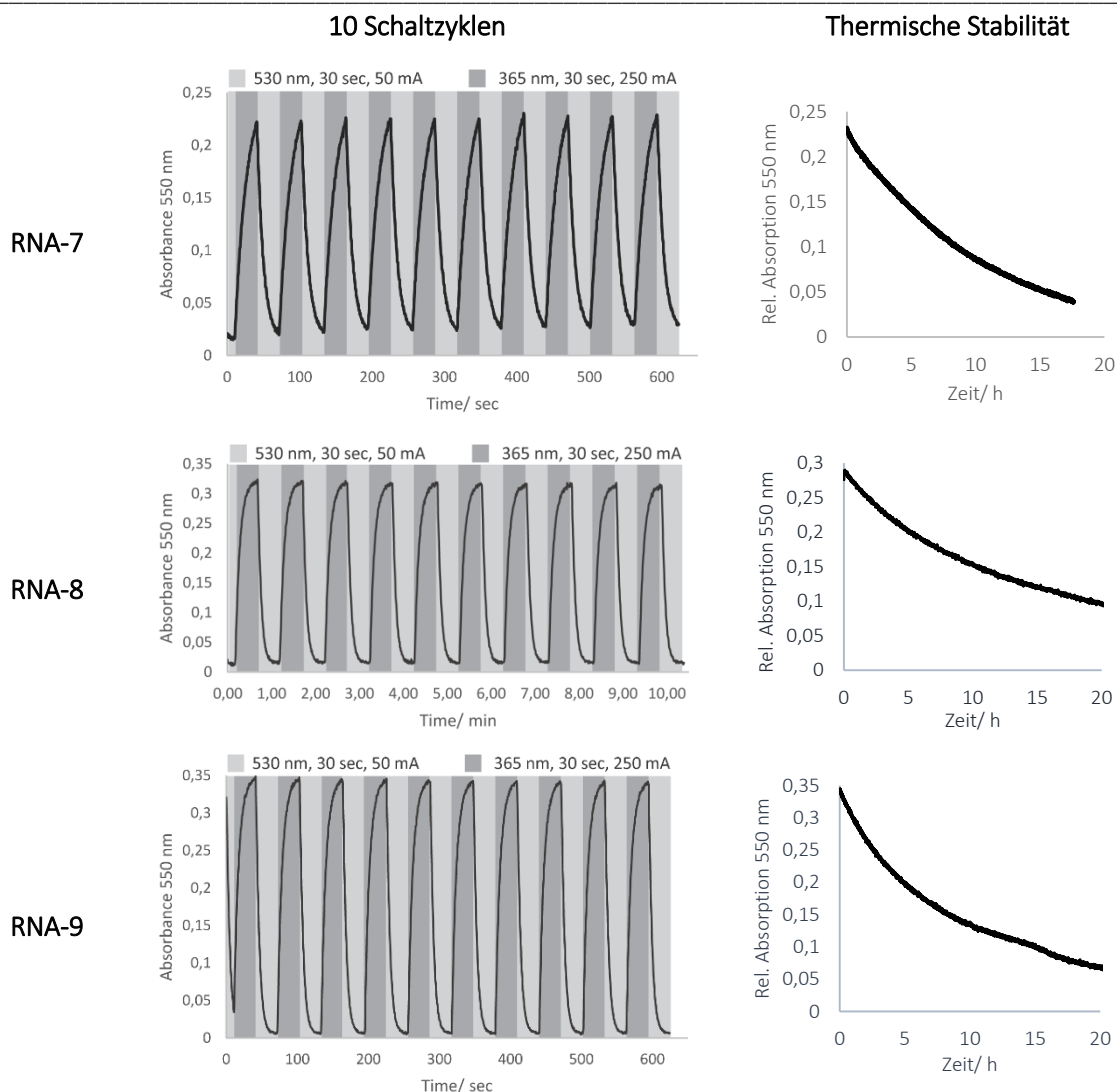 10 Schaltzyklen
Thermische Stabilität
RNA-7
530 nm, 30 sec, 50 mA
365 nm, 30 sec, 250 mA
0,25
0,2
0,15
0,1
0,05
0
Absorbance 550 nm
0 100 200 300 400 500 600
Time/ sec
0,25
0,2
0,15
0,1
0,05
0
Rel. Absorption 550 nm
0 5 10 15 20
Zeit/ h
RNA-8
530 nm, 30 sec, 50 mA
365 nm, 30 sec, 250 mA
0,35
0,3
0,25
0,2
0,15
0,1
0,05
0
Absorbance 550 nm
0,00 1,00 2,00 3,00 4,00 5,00 6,00 7,00 8,00 9,00 10,00
Time/ min
0,3
0,25
0,2
0,15
0,1
0,05
0
Rel. Absorption 550 nm
0 5 10 15 20
Zeit/ h
RNA-9
530 nm, 30 sec, 50 mA
365 nm, 30 sec, 250 mA
0,35
0,3
0,25
0,2
0,15
0,1
0,05
0
Absorbance 550 nm
0 100 200 300 400 500 600
Time/ sec
0,35
0,3
0,25
0,2
0,15
0,1
0,05
0
Rel. Absorption 550 nm
0 5 10 15 20
Zeit/ h